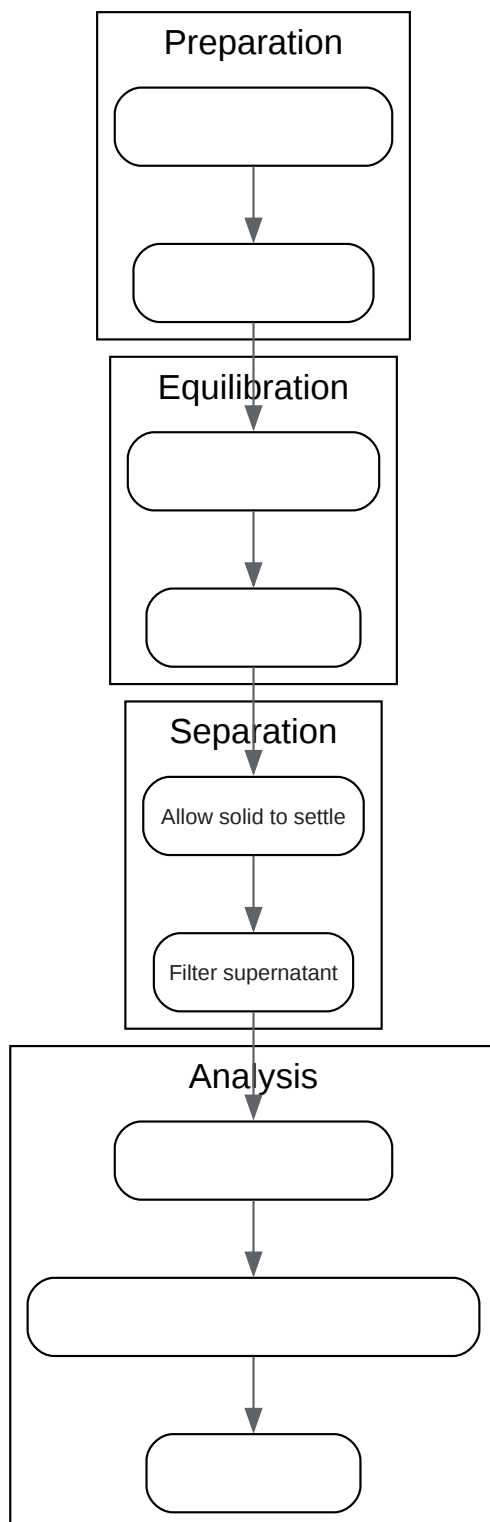 Preparation
Equilibration
Separation
Allow solid to settle
Filter supernatant
Analysis